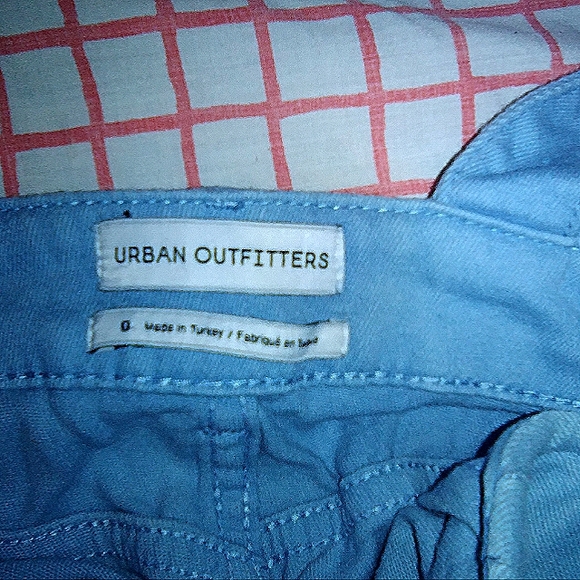 URBAN OUTFITTERS
0 Made in Turkey / Fabriqué en